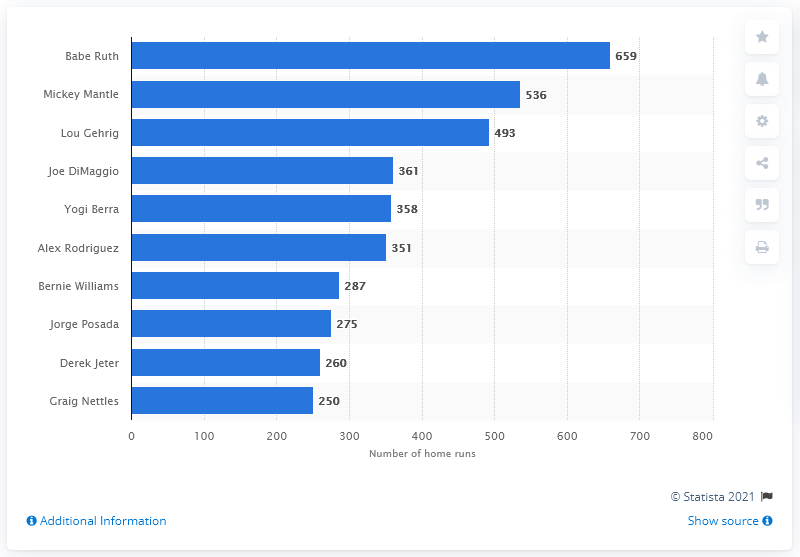 Babe Ruth 659
Mickey Mantle 536
Lou Gehrig 493
Joe DiMaggio 361
Yogi Berra 358
Alex Rodriguez 351
Bernie Williams 287
Jorge Posada 275
Derek Jeter 260
Graig Nettles 250
0 100 200 300 400 500 600 700 800
Number of home runs
© Statista 2021
Additional Information
Show source